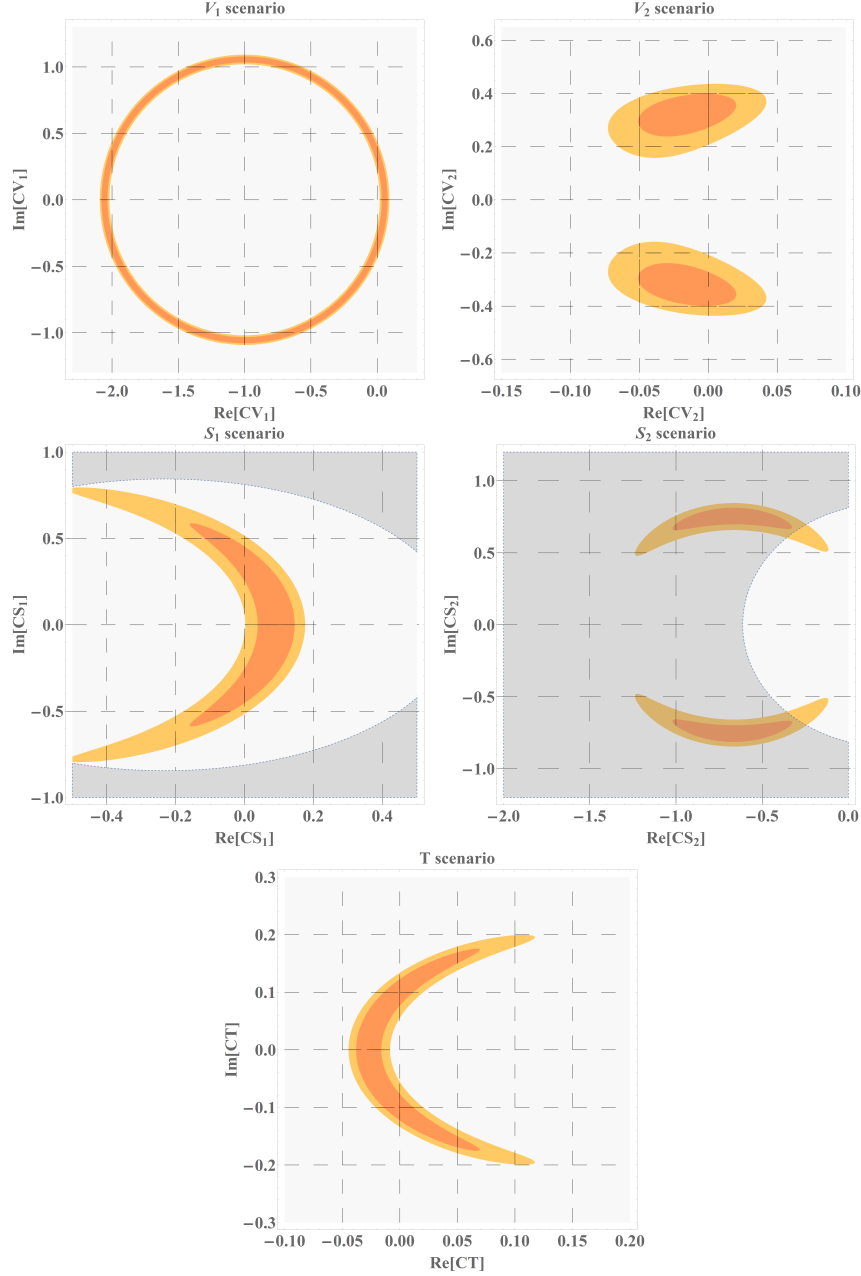 V₁ scenario
1.0
0.5
0.0
−0.5
−1.0
Im[CV₁]
−2.0 −1.5 −1.0 −0.5 0.0
Re[CV₁]
V₂ scenario
0.6
0.4
0.2
0.0
−0.2
−0.4
−0.6
Im[CV₂]
−0.15 −0.10 −0.05 0.00 0.05 0.10
Re[CV₂]
S₁ scenario
1.0
0.5
0.0
−0.5
−1.0
Im[CS₁]
−0.4 −0.2 0.0 0.2 0.4
Re[CS₁]
S₂ scenario
1.0
0.5
0.0
−0.5
−1.0
Im[CS₂]
−2.0 −1.5 −1.0 −0.5 0.0
Re[CS₂]
T scenario
0.3
0.2
0.1
0.0
−0.1
−0.2
−0.3
Im[CT]
−0.10 −0.05 0.00 0.05 0.10 0.15 0.20
Re[CT]